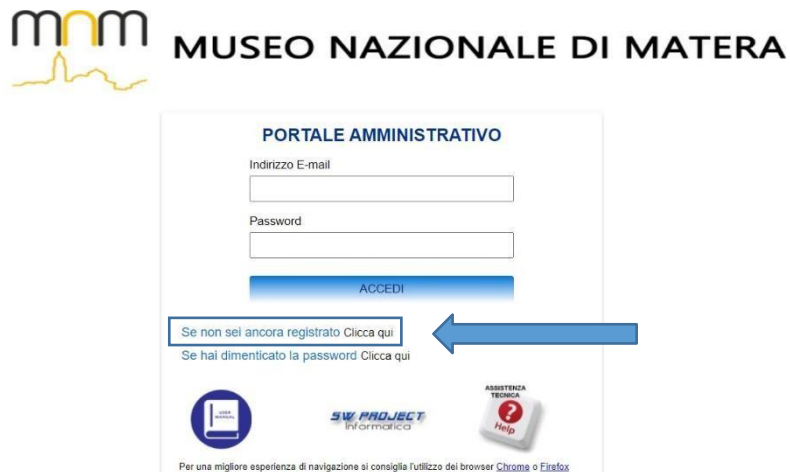 mnm
MUSEO NAZIONALE DI MATERA
PORTALE AMMINISTRATIVO
Indirizzo E-mail
Password
ACCEDI
Se non sei ancora registrato Clicca qui
Se hai dimenticato la password Clicca qui
USER
MANUAL
SW PROJECT
Informatica
ASSISTENZA
TECNICA
?
Help
Per una migliore esperienza di navigazione si consiglia l'utilizzo dei browser Chrome o Firefox